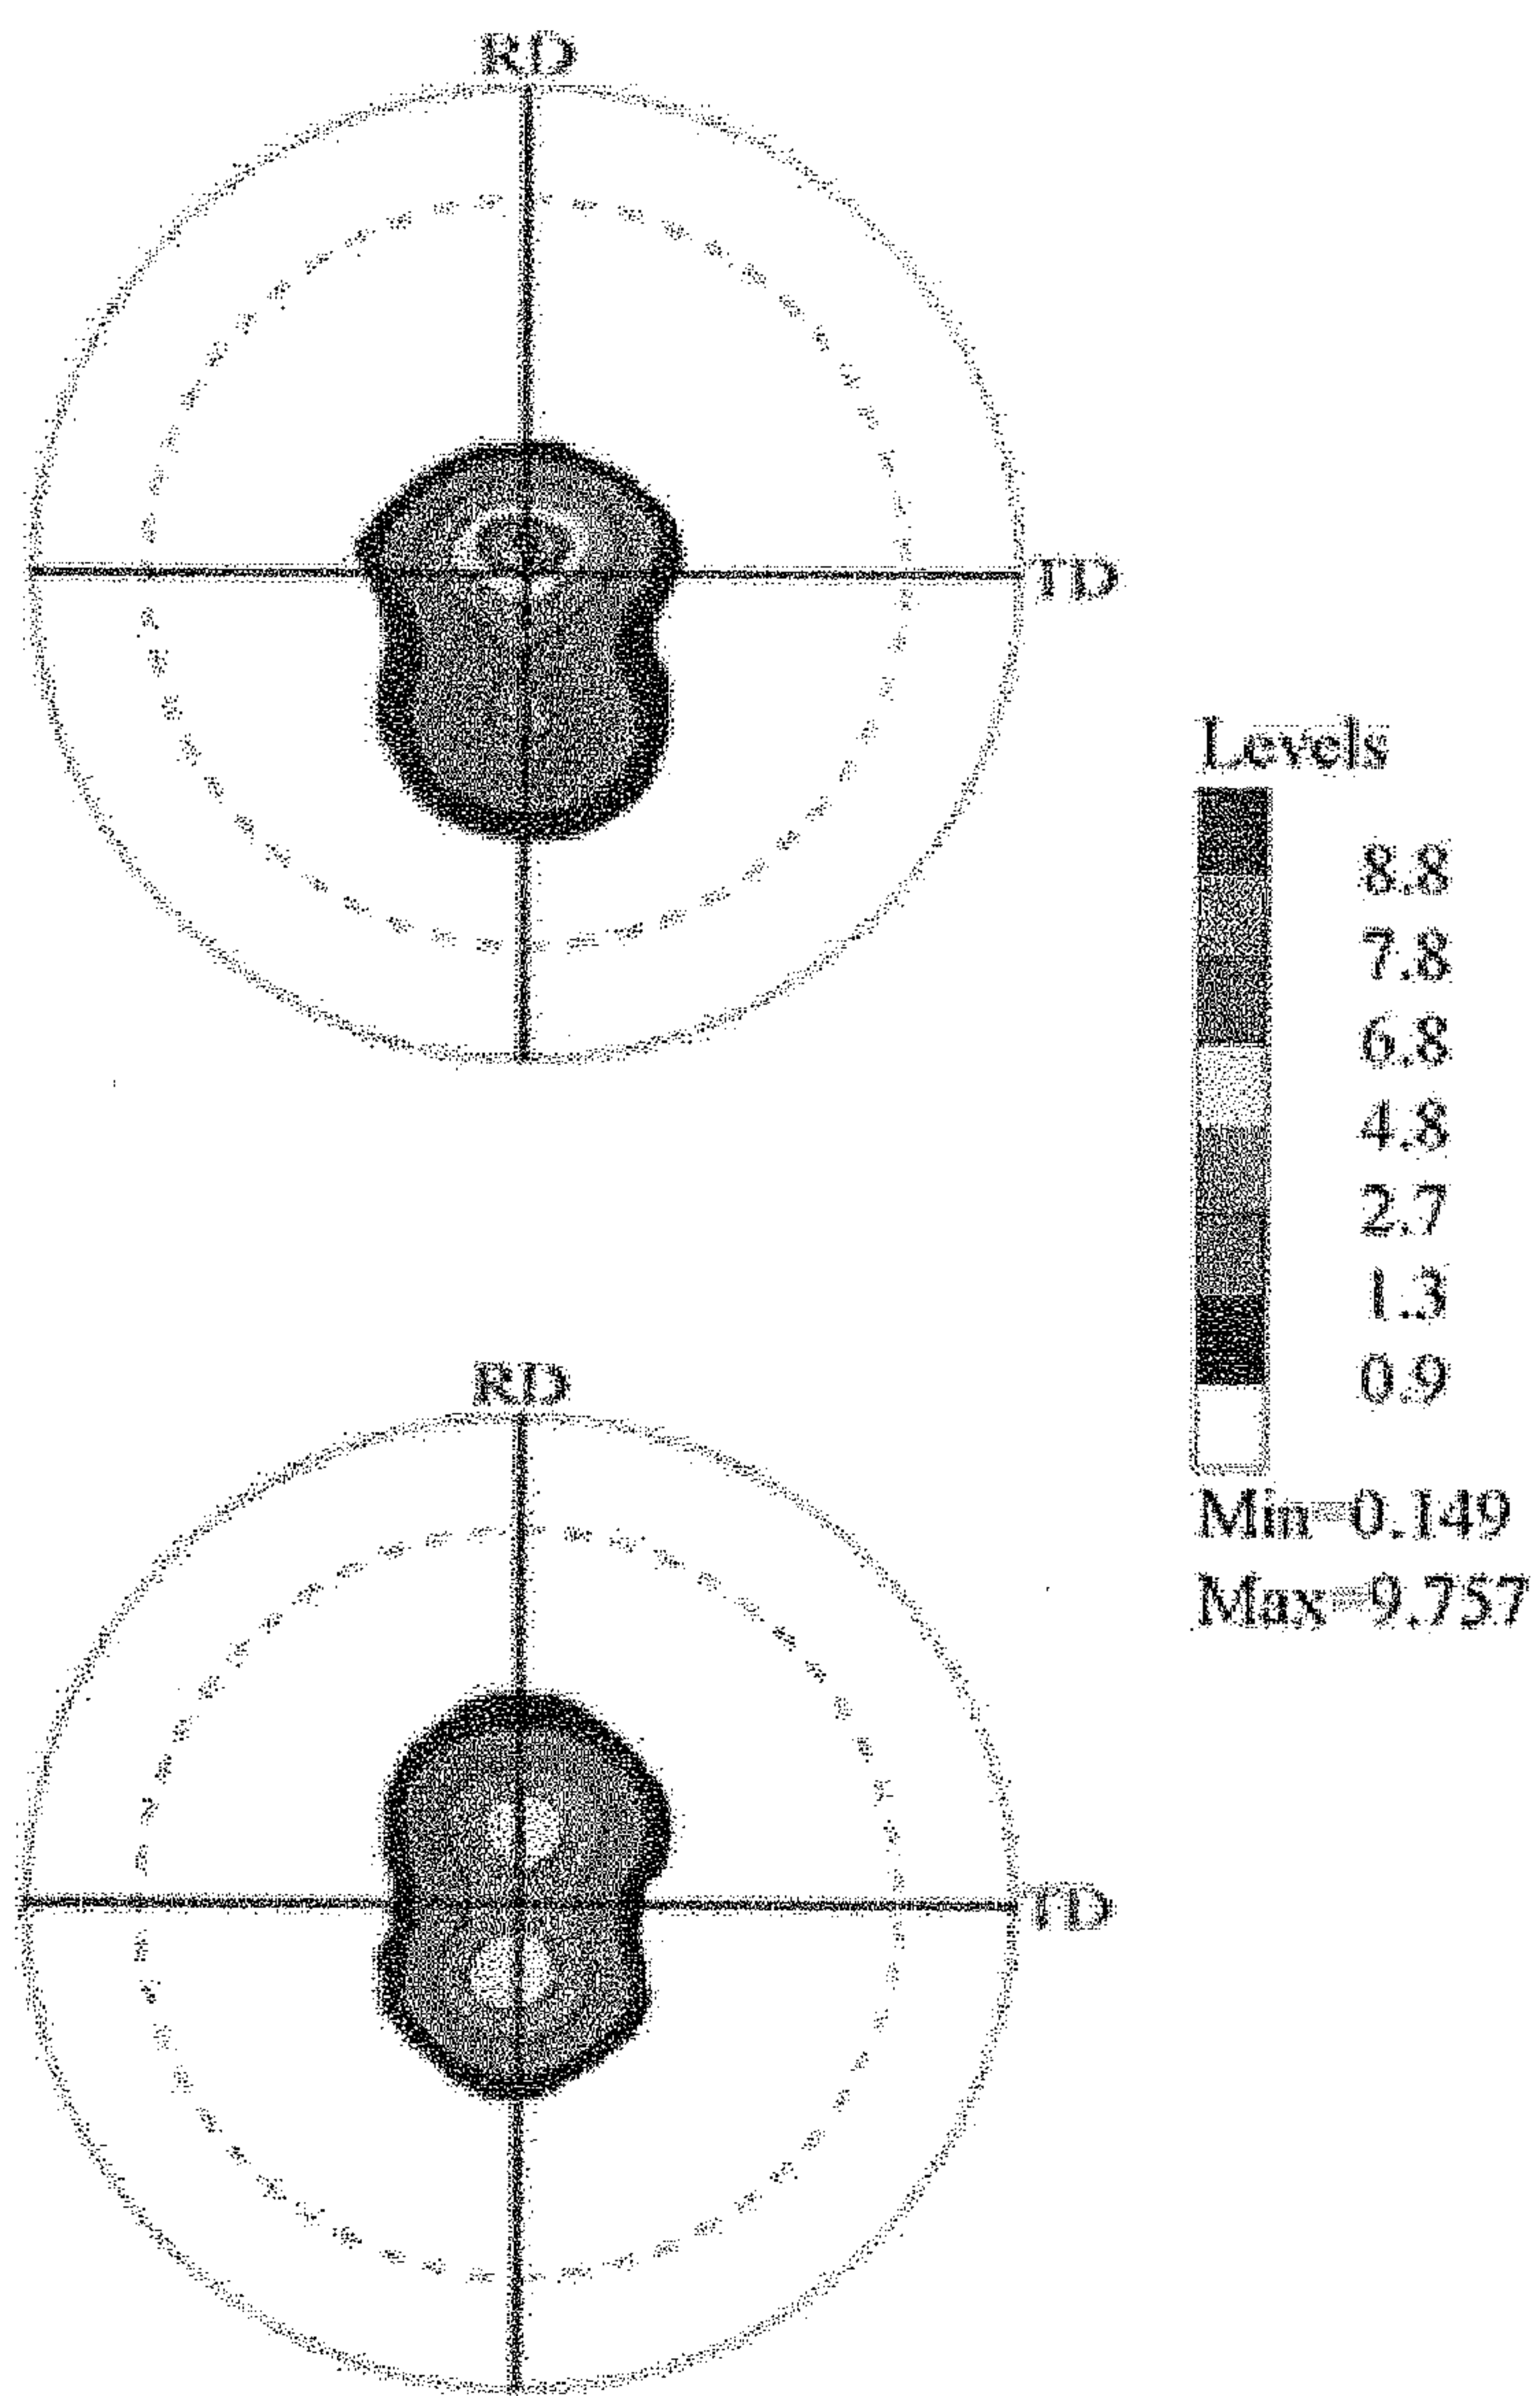 RD
TD
Levels
8.8
7.8
6.8
4.8
2.7
1.3
0.9
Min=0.149
Max=9.757
RD
TD